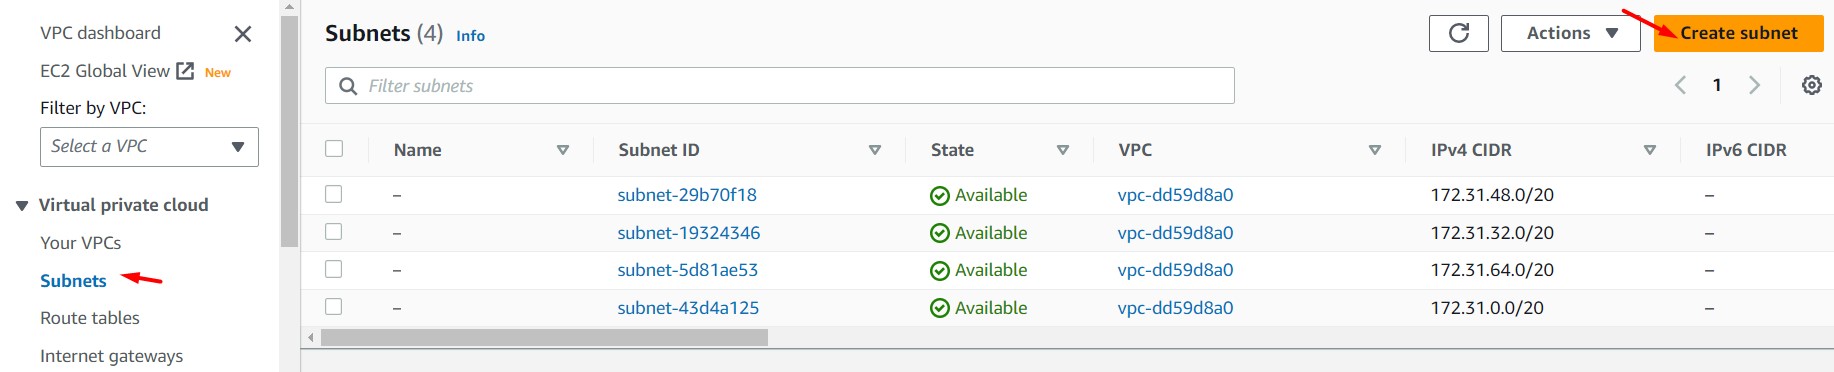 VPC dashboard
EC2 Global View New
Filter by VPC:
Select a VPC
Virtual private cloud
Your VPCs
Subnets
Route tables
Internet gateways
Subnets (4) Info
Actions
Create subnet
Filter subnets
1
Name Subnet ID State VPC IPv4 CIDR IPv6 CIDR
– subnet-29b70f18 Available vpc-dd59d8a0 172.31.48.0/20 –
– subnet-19324346 Available vpc-dd59d8a0 172.31.32.0/20 –
– subnet-5d81ae53 Available vpc-dd59d8a0 172.31.64.0/20 –
– subnet-43d4a125 Available vpc-dd59d8a0 172.31.0.0/20 –